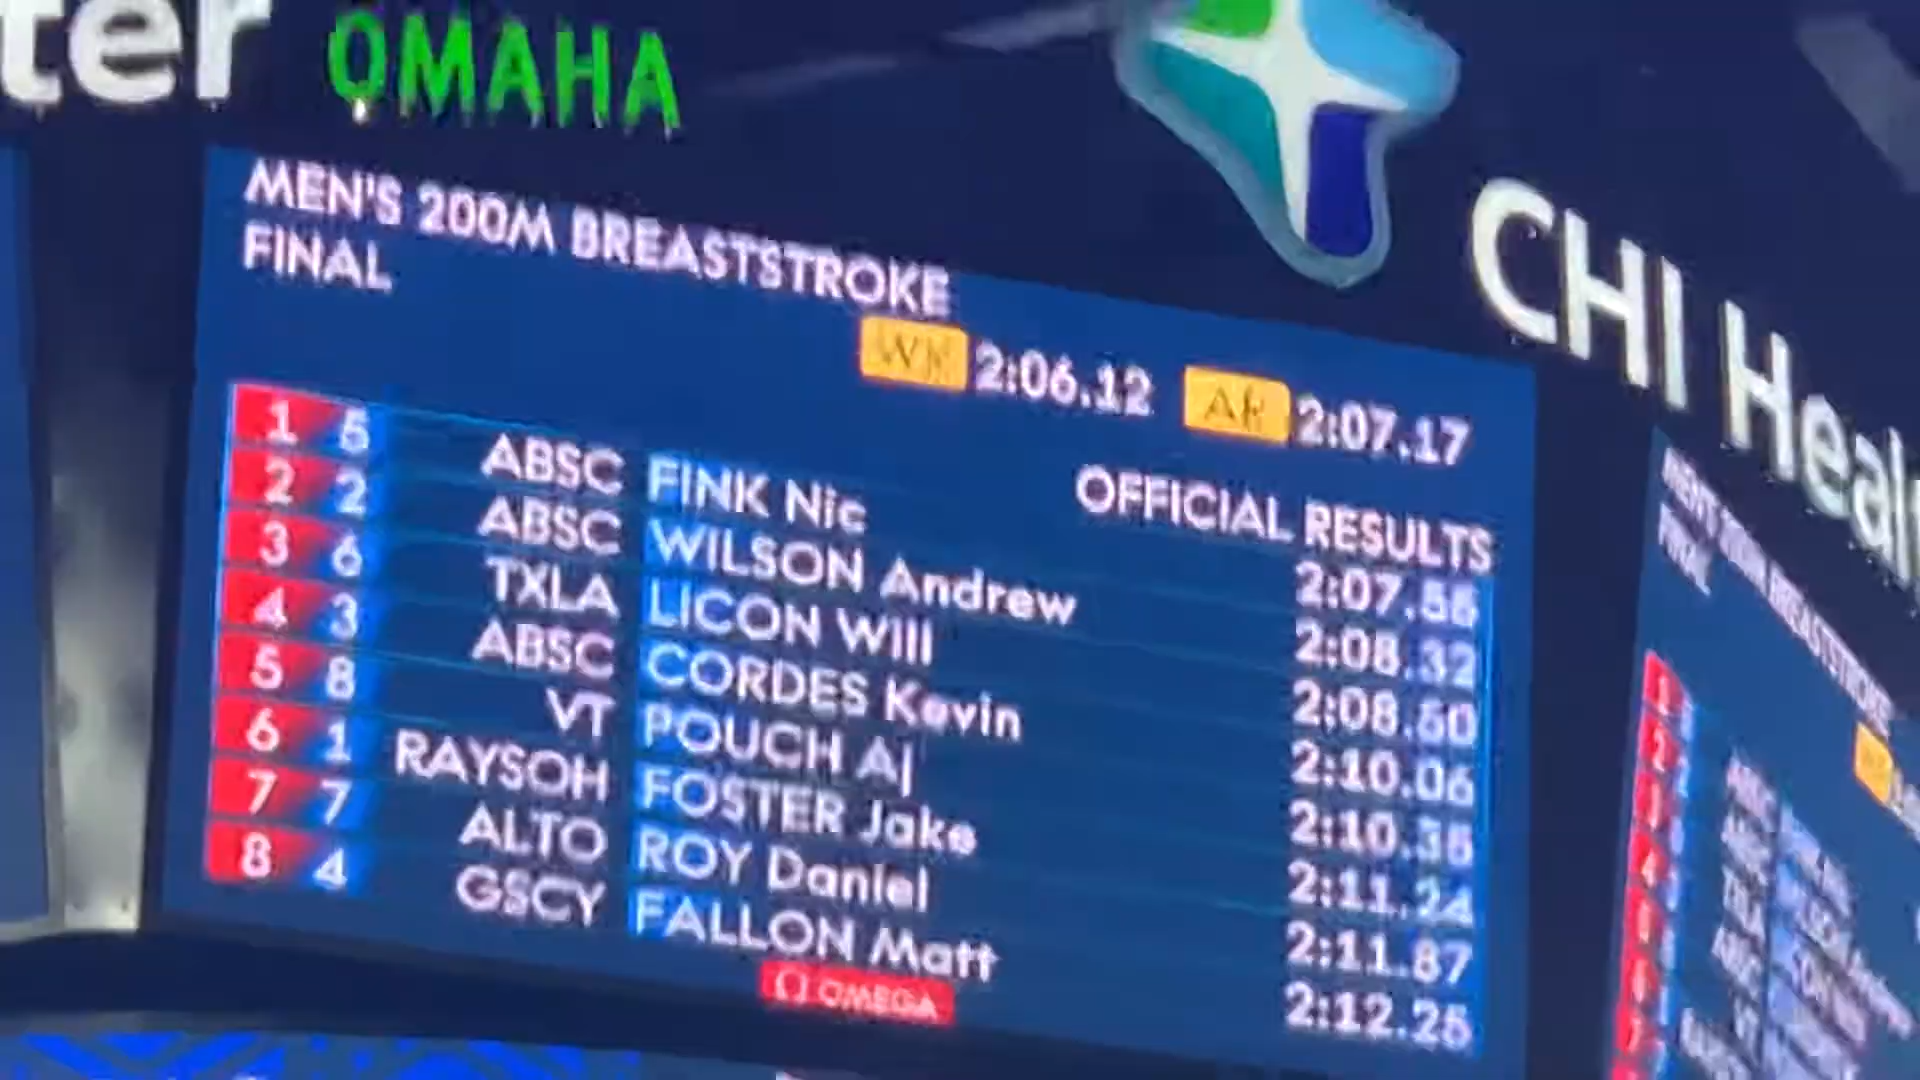 ter OMAHA
CHI Heal
MEN'S 200M BREASTSTROKE
FINAL
WR 2:06.12 AR 2:07.17
OFFICIAL RESULTS
1 5 ABSC FINK Nic 2:07.55
2 2 ABSC WILSON Andrew 2:08.32
3 6 TXLA LICON Will 2:08.50
4 3 ABSC CORDES Kevin 2:10.06
5 8 VT POUCH Aj 2:10.35
6 1 RAYSOH FOSTER Jake 2:11.24
7 7 ALTO ROY Daniel 2:11.87
8 4 GSCY FALLON Matt 2:12.25
Ω OMEGA